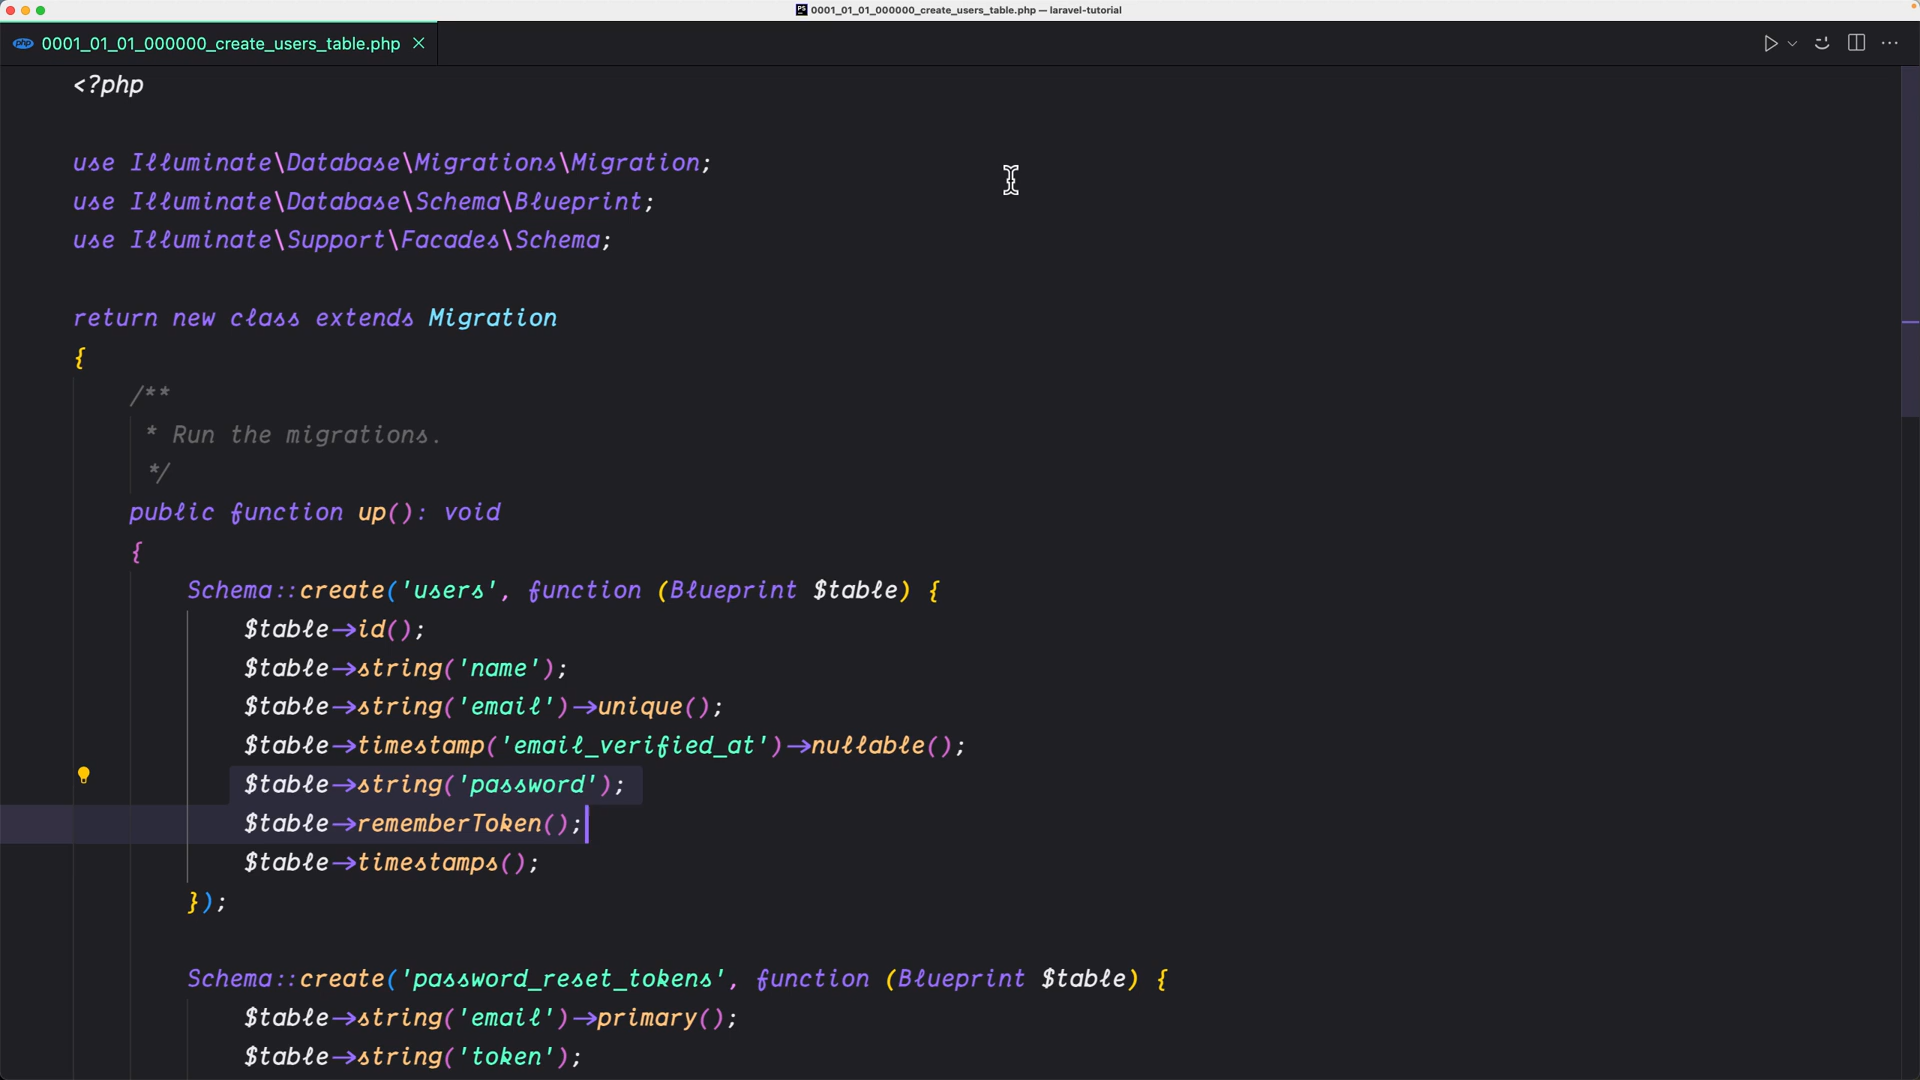 0001_01_01_000000_create_users_table.php — laravel-tutorial
php 0001_01_01_000000_create_users_table.php
<?php
use Illuminate\Database\Migrations\Migration;
use Illuminate\Database\Schema\Blueprint;
use Illuminate\Support\Facades\Schema;
return new class extends Migration
{
/**
* Run the migrations.
*/
public function up(): void
{
Schema::create('users', function (Blueprint $table) {
$table->id();
$table->string('name');
$table->string('email')->unique();
$table->timestamp('email_verified_at')->nullable();
$table->string('password');
$table->rememberToken();
$table->timestamps();
});
Schema::create('password_reset_tokens', function (Blueprint $table) {
$table->string('email')->primary();
$table->string('token');